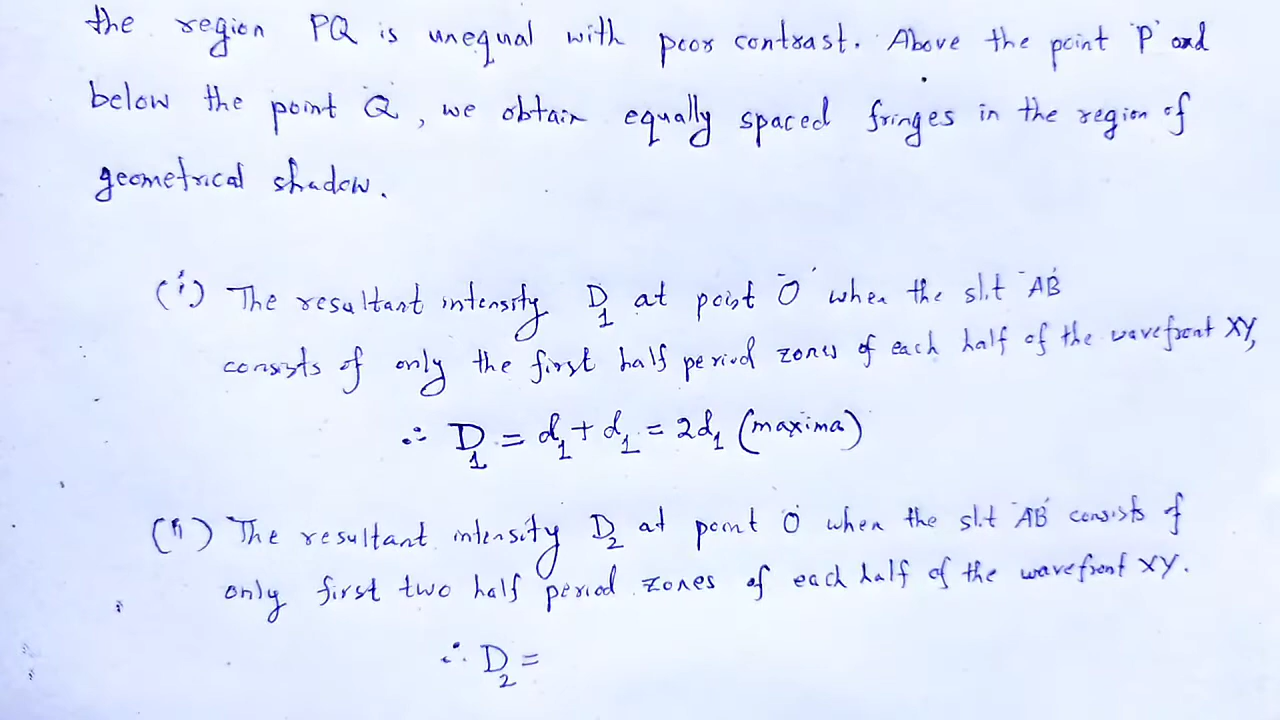 the region PQ is unequal with poor contrast. Above the point 'P' and
below the point Q, we obtain equally spaced fringes in the region of
geometrical shadow.
(i) The resultant intensity D₁ at point 'O' when the slit 'AB'
consists of only the first half period zones of each half of the wavefront XY,
∴ D₁ = d₁ + d₁ = 2d₁ (maxima)
(ii) The resultant intensity D₂ at point 'O' when the slit 'AB' consists of
only first two half period zones of each half of the wavefront XY.
∴ D₂ =